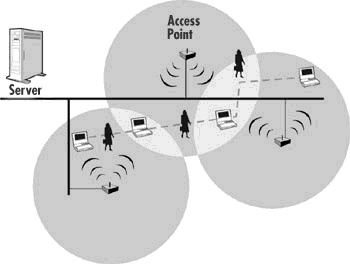 Access
Point
Server